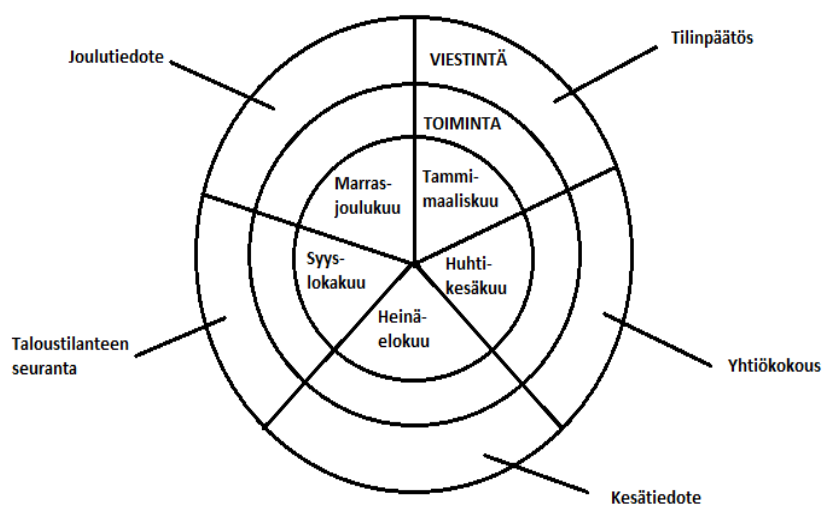 Joulutiedote
VIESTINTÄ
Tilinpäätös
TOIMINTA
Marras-
joulukuu
Tammi-
maaliskuu
Syys-
lokakuu
Huhti-
kesäkuu
Heinä-
elokuu
Taloustilanteen
seuranta
Yhtiökokous
Kesätiedote